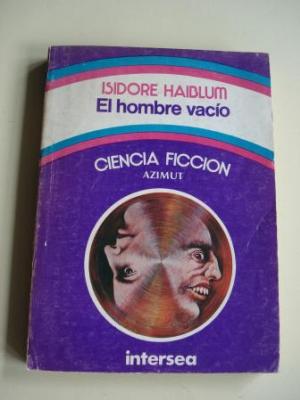 ISIDORE HAIBLUM
El hombre vacío
CIENCIA FICCION
AZIMUT
intersea